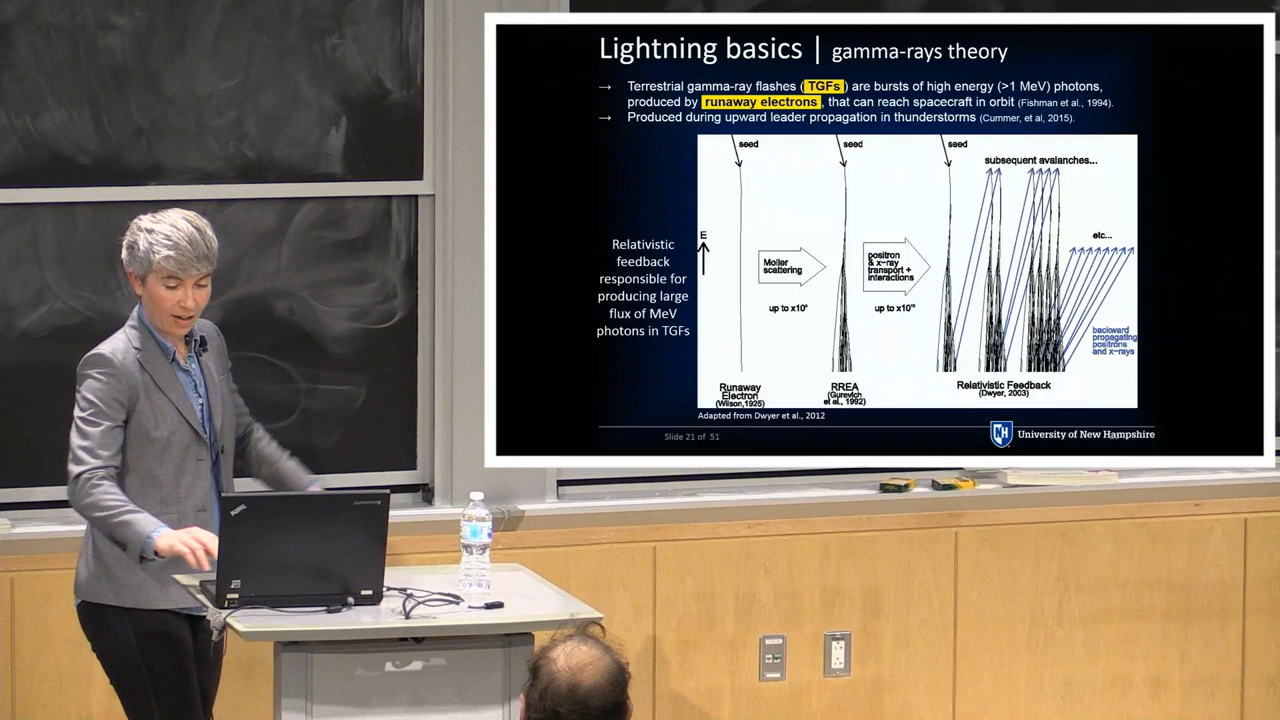 Lightning basics | gamma-rays theory
→ Terrestrial gamma-ray flashes (TGFs) are bursts of high energy (>1 MeV) photons,
produced by runaway electrons, that can reach spacecraft in orbit (Fishman et al., 1994).
→ Produced during upward leader propagation in thunderstorms (Cummer, et al, 2015).
Relativistic
feedback
responsible for
producing large
flux of MeV
photons in TGFs
E
seed
Runaway
Electron
(Wilson,1925)
Moller
scattering
up to
seed
RREA
(Gurevich
et al., 1992)
positron
& x-ray
transport +
interactions
up to
seed
subsequent avalanches...
etc...
backward
propagating
positrons
and x-rays
Relativistic Feedback
(Dwyer, 2003)
Adapted from Dwyer et al., 2012
Slide 21 of 51
NH
University of New Hampshire
ThinkPad